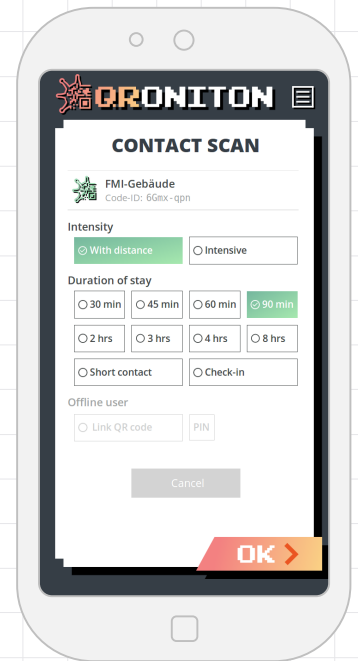 QRONITON
CONTACT SCAN
FMI-Gebäude
Code-ID: 6Gmx-qpn
Intensity
With distance Intensive
Duration of stay
30 min 45 min 60 min 90 min
2 hrs 3 hrs 4 hrs 8 hrs
Short contact Check-in
Offline user
Link QR code PIN
Cancel
OK